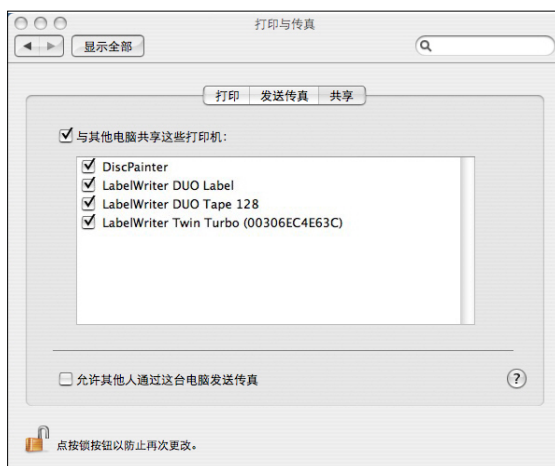 打印与传真
显示全部
打印 发送传真 共享
与其他电脑共享这些打印机:
DiscPainter
LabelWriter DUO Label
LabelWriter DUO Tape 128
LabelWriter Twin Turbo (00306EC4E63C)
允许其他人通过这台电脑发送传真
?
点按锁按钮以防止再次更改。